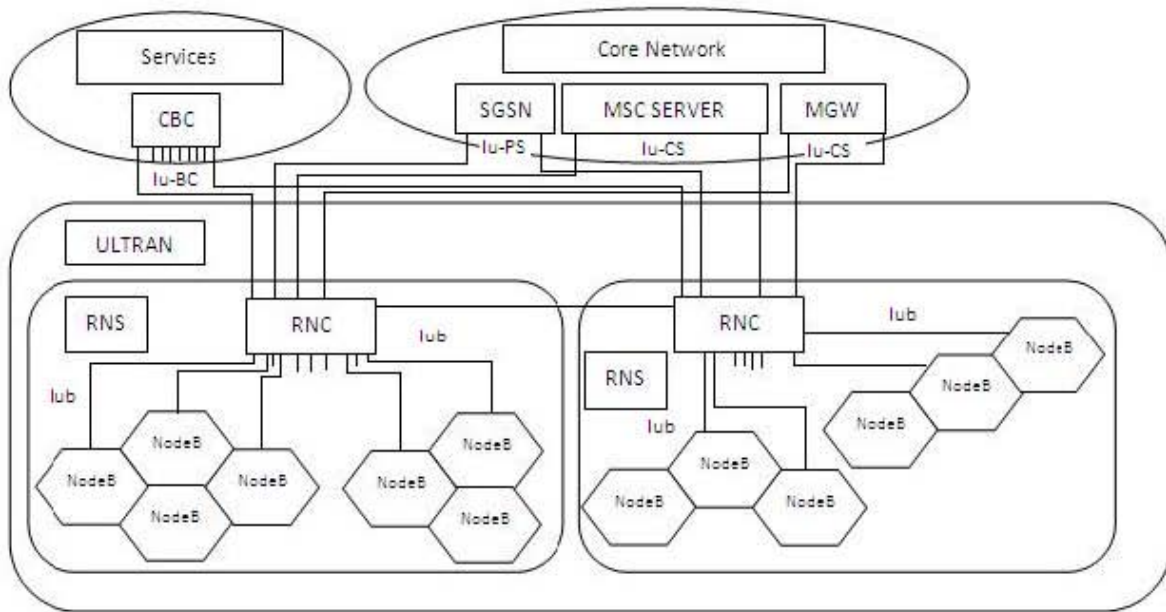 Services
Core Network
CBC
SGSN
MSC SERVER
MGW
Iu-PS
Iu-CS
Iu-CS
Iu-BC
ULTRAN
RNS
RNC
RNC
Iub
Iub
Iub
RNS
Iub
NodeB
NodeB
NodeB
NodeB
NodeB
NodeB
NodeB
NodeB
NodeB
NodeB
NodeB
NodeB
NodeB